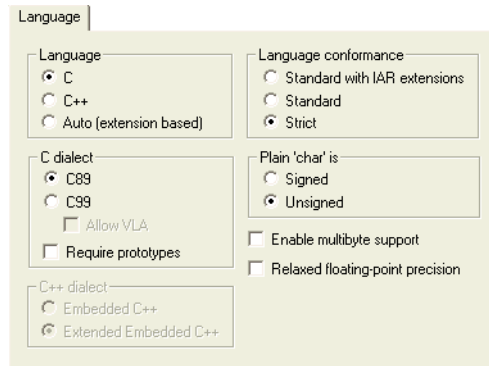 Language
Language
C
C++
Auto (extension based)
C dialect
C89
C99
Allow VLA
Require prototypes
C++ dialect
Embedded C++
Extended Embedded C++
Language conformance
Standard with IAR extensions
Standard
Strict
Plain 'char' is
Signed
Unsigned
Enable multibyte support
Relaxed floating-point precision